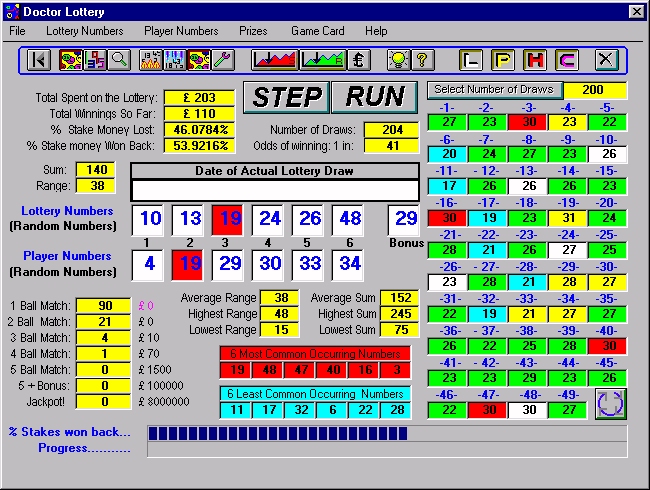 Doctor Lottery
File Lottery Numbers Player Numbers Prizes Game Card Help
£ B ? L P H C
Total Spent on the Lottery: £ 203
Total Winnings So Far: £ 110
% Stake Money Lost: 46.0784%
% Stake money Won Back: 53.9216%
STEP RUN
Number of Draws: 204
Odds of winning: 1 in: 41
Sum: 140
Range: 38
Date of Actual Lottery Draw
Lottery Numbers
(Random Numbers)
10 13 19 24 26 48 29
1 2 3 4 5 6 Bonus
Player Numbers
(Random Numbers)
4 19 29 30 33 34
1 Ball Match: 90 £ 0
2 Ball Match: 21 £ 0
3 Ball Match: 4 £ 10
4 Ball Match: 1 £ 70
5 Ball Match: 0 £ 1500
5 + Bonus: 0 £ 100000
Jackpot! 0 £ 8000000
Average Range 38 Average Sum 152
Highest Range 48 Highest Sum 245
Lowest Range 15 Lowest Sum 75
6 Most Common Occurring Numbers
19 48 47 40 16 3
6 Least Common Occurring Numbers
11 17 32 6 22 28
Select Number of Draws 200
-1- -2- -3- -4- -5-
27 23 30 23 22
-6- -7- -8- -9- -10-
20 24 27 23 26
-11- -12- -13- -14- -15-
17 26 26 26 23
-16- -17- -18- -19- -20-
30 19 23 31 24
-21- -22- -23- -24- -25-
28 21 26 27 25
-26- -27- -28- -29- -30-
23 28 21 28 27
-31- -32- -33- -34- -35-
22 19 21 27 27
-36- -37- -38- -39- -40-
26 22 25 28 30
-41- -42- -43- -44- -45-
23 23 29 23 26
-46- -47- -48- -49-
22 30 30 27
% Stakes won back...
Progress...........